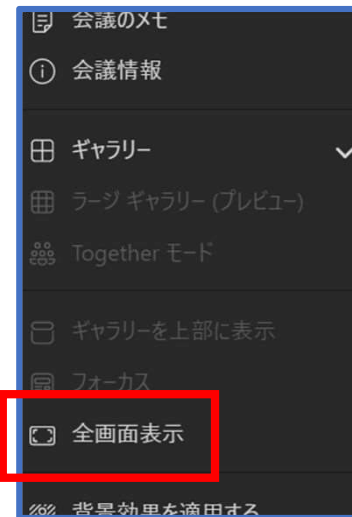 会議のメモ
会議情報
ギャラリー
ラージ ギャラリー (プレビュー)
Together モード
ギャラリーを上部に表示
フォーカス
全画面表示
背景効果を適用する